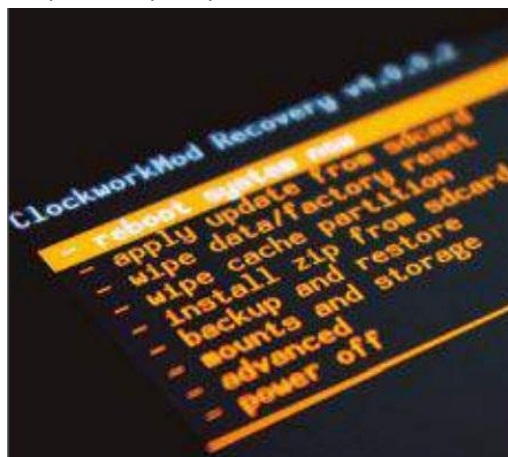 ClockworkMod Recovery v4.0.0.2
- reboot system now
- apply update from sdcard
- wipe data/factory reset
- wipe cache partition
- install zip from sdcard
- backup and restore
- mounts and storage
- advanced
- power off